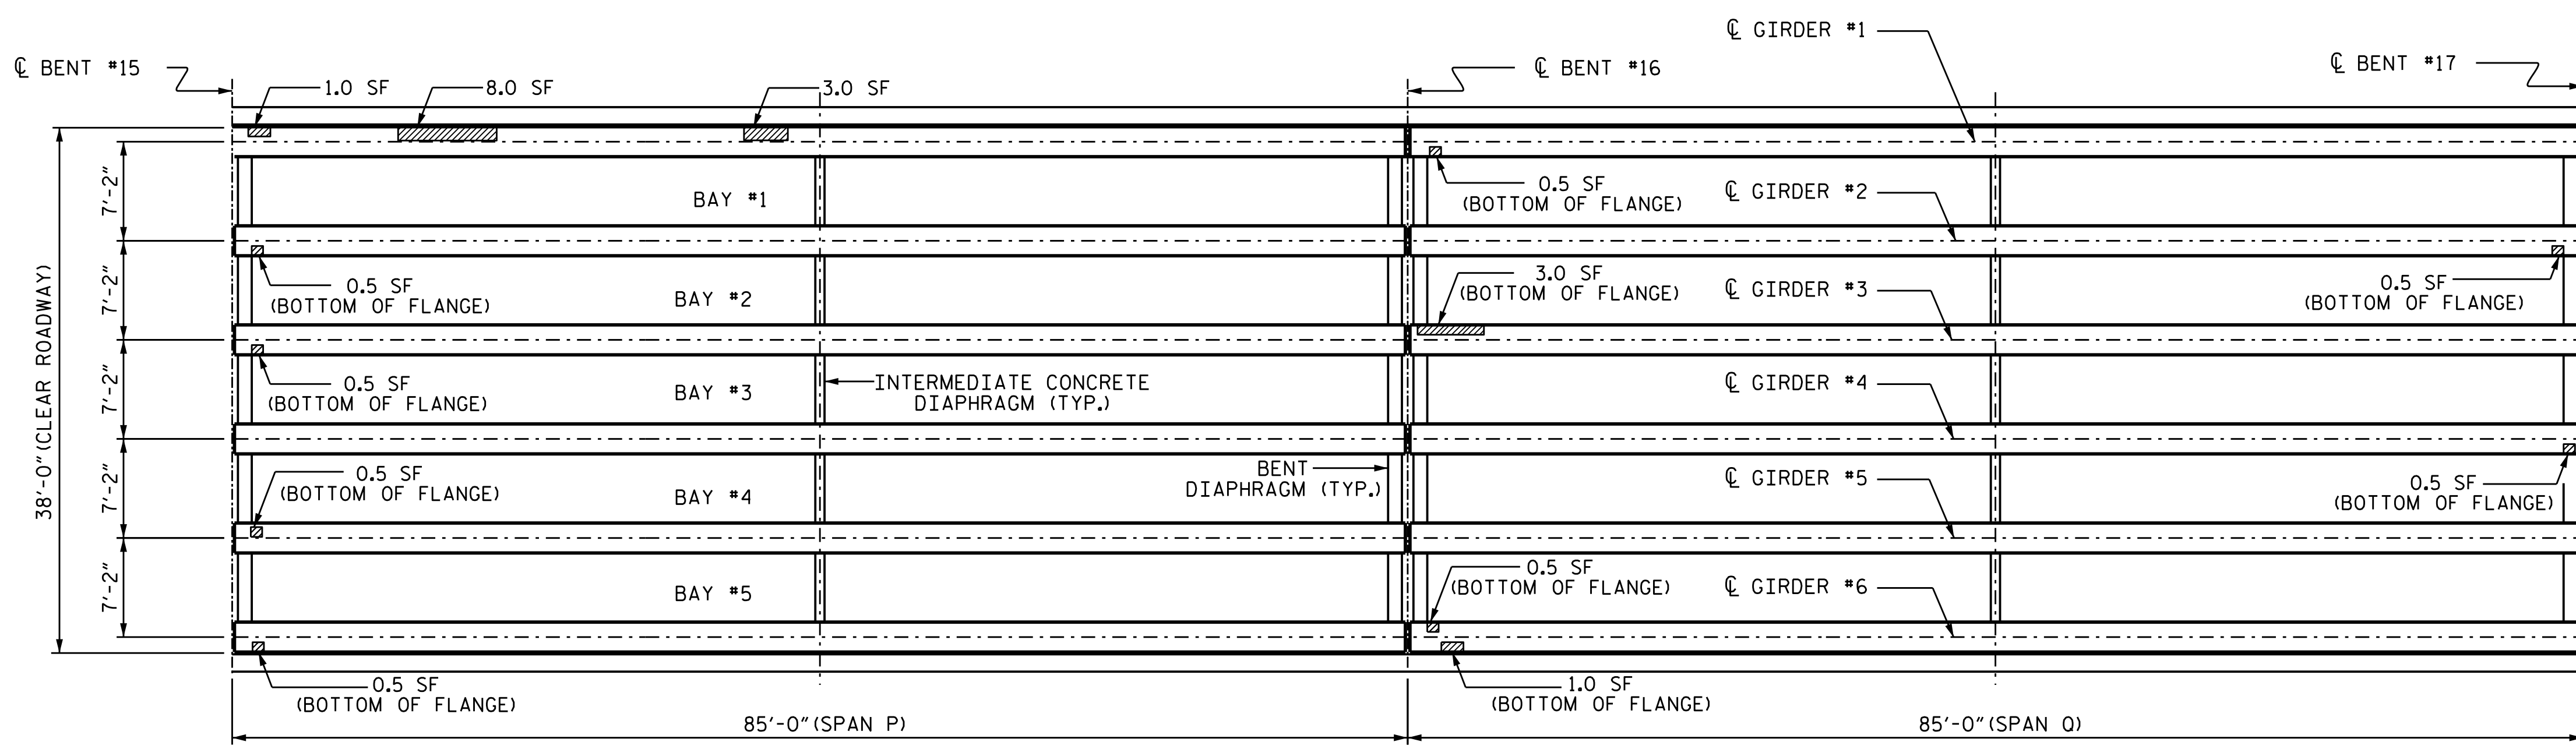 ℄ GIRDER #1
℄ BENT #15
℄ BENT #16
℄ BENT #17
1.0 SF
8.0 SF
3.0 SF
7'-2"
BAY #1
0.5 SF
(BOTTOM OF FLANGE)
℄ GIRDER #2
7'-2"
0.5 SF
(BOTTOM OF FLANGE)
BAY #2
3.0 SF
(BOTTOM OF FLANGE)
℄ GIRDER #3
0.5 SF
(BOTTOM OF FLANGE)
38'-0"(CLEAR ROADWAY)
7'-2"
0.5 SF
(BOTTOM OF FLANGE)
BAY #3
INTERMEDIATE CONCRETE
DIAPHRAGM (TYP.)
℄ GIRDER #4
7'-2"
0.5 SF
(BOTTOM OF FLANGE)
BAY #4
BENT
DIAPHRAGM (TYP.)
℄ GIRDER #5
0.5 SF
(BOTTOM OF FLANGE)
7'-2"
BAY #5
0.5 SF
(BOTTOM OF FLANGE)
℄ GIRDER #6
0.5 SF
(BOTTOM OF FLANGE)
1.0 SF
(BOTTOM OF FLANGE)
85'-0"(SPAN P)
85'-0"(SPAN Q)